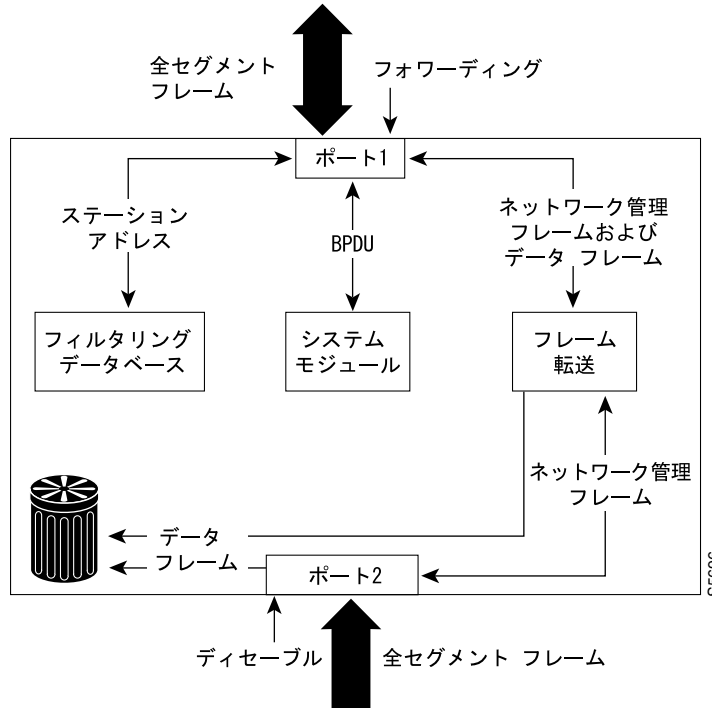 全セグメント
フレーム
フォワーディング
ポート1
ステーション
アドレス
BPDU
ネットワーク管理
フレームおよび
データ フレーム
フィルタリング
データベース
システム
モジュール
フレーム
転送
ネットワーク管理
フレーム
データ
フレーム
ポート2
ディセーブル
全セグメント フレーム